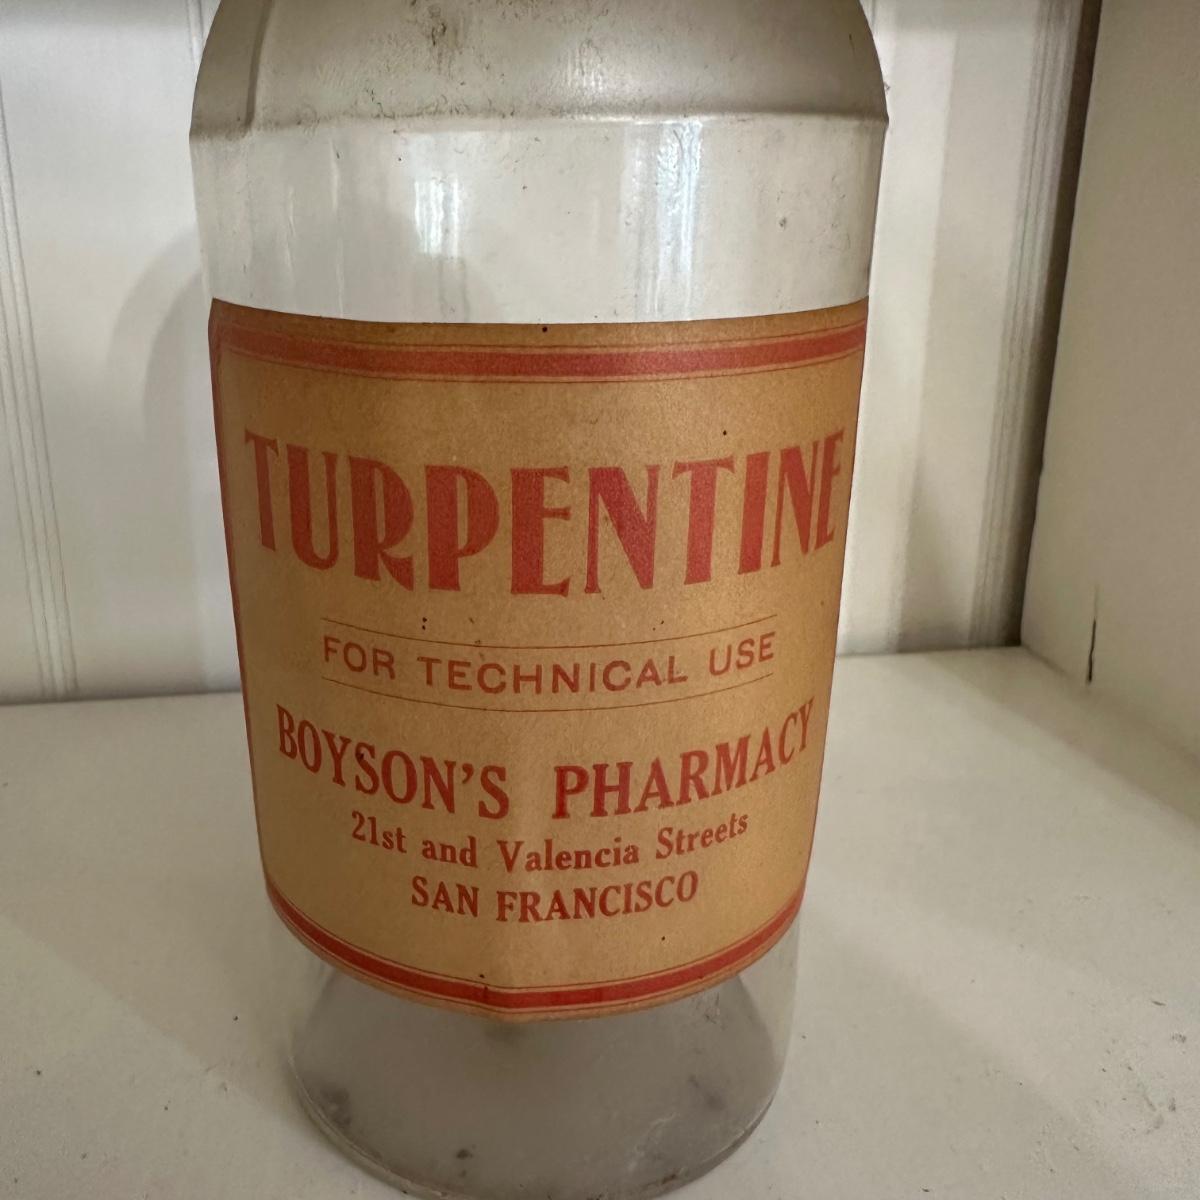 TURPENTINE
FOR TECHNICAL USE
BOYSON'S PHARMACY
21st and Valencia Streets
SAN FRANCISCO